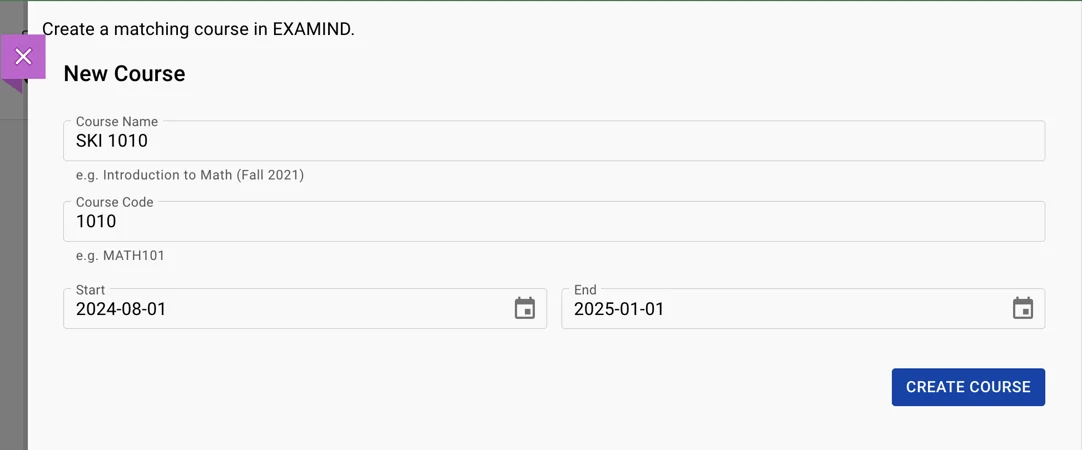 Create a matching course in EXAMIND.
New Course
Course Name
SKI 1010
e.g. Introduction to Math (Fall 2021)
Course Code
1010
e.g. MATH101
Start
2024-08-01
End
2025-01-01
CREATE COURSE